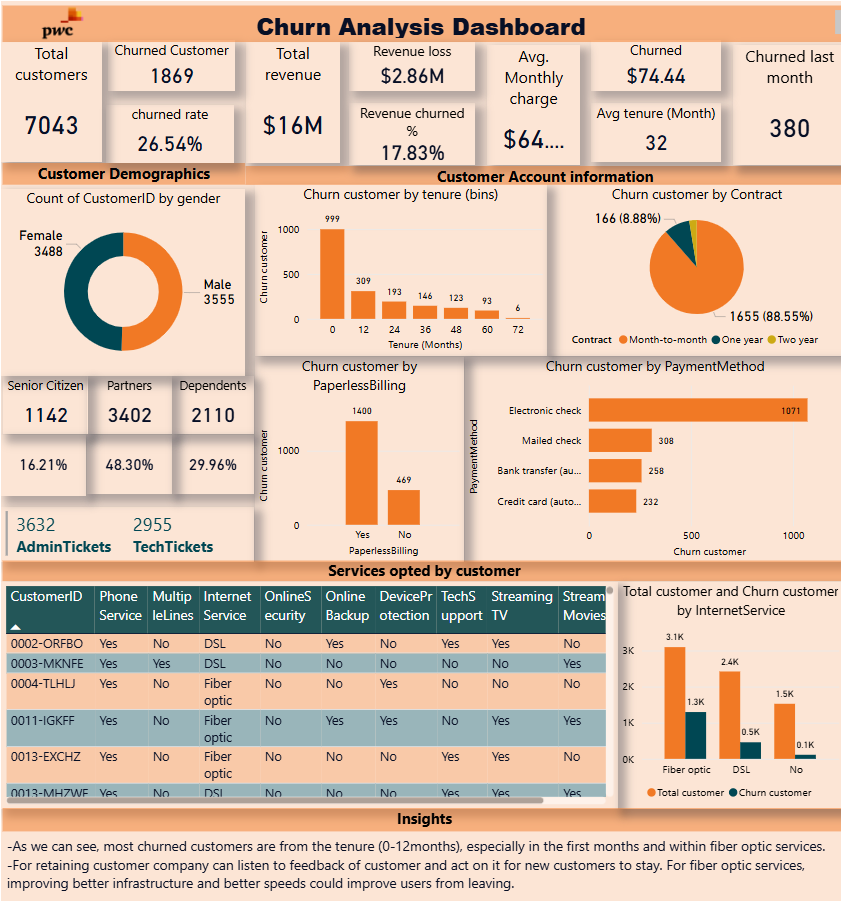 pwc
Churn Analysis Dashboard
Total
customers
7043
Churned Customer
1869
churned rate
26.54%
Total
revenue
$16M
Revenue loss
$2.86M
Revenue churned
%
17.83%
Avg.
Monthly
charge
$64....
Churned
$74.44
Avg tenure (Month)
32
Churned last
month
380
Customer Demographics
Customer Account information
Count of CustomerID by gender
Female
3488
Male
3555
Churn customer by tenure (bins)
Churn customer
1000
500
0
999
309
193
146
123
93
6
0 12 24 36 48 60 72
Tenure (Months)
Churn customer by Contract
166 (8.88%)
1655 (88.55%)
Contract Month-to-month One year Two year
Senior Citizen
1142
16.21%
Partners
3402
48.30%
Dependents
2110
29.96%
3632
AdminTickets
2955
TechTickets
Churn customer by
PaperlessBilling
Churn customer
1000
0
1400
469
Yes No
PaperlessBilling
Churn customer by PaymentMethod
PaymentMethod
Electronic check 1071
Mailed check 308
Bank transfer (au... 258
Credit card (auto... 232
0 500 1000
Churn customer
Services opted by customer
CustomerID Phone Service Multip leLines Internet Service OnlineS ecurity Online Backup DevicePr otection TechS upport Streaming TV Stream Movies
0002-ORFBO Yes No DSL No Yes No Yes Yes No
0003-MKNFE Yes Yes DSL No No No No No Yes
0004-TLHLJ Yes No Fiber optic No No Yes No No No
0011-IGKFF Yes No Fiber optic No Yes Yes No Yes Yes
0013-EXCHZ Yes No Fiber optic No No No Yes Yes No
0013-MHZWF Yes No DSL No No No Yes Yes Yes
Total customer and Churn customer
by InternetService
3K
2K
1K
0K
3.1K
1.3K
2.4K
0.5K
1.5K
0.1K
Fiber optic DSL No
Total customer Churn customer
Insights
-As we can see, most churned customers are from the tenure (0-12months), especially in the first months and within fiber optic services.
-For retaining customer company can listen to feedback of customer and act on it for new customers to stay. For fiber optic services,
improving better infrastructure and better speeds could improve users from leaving.